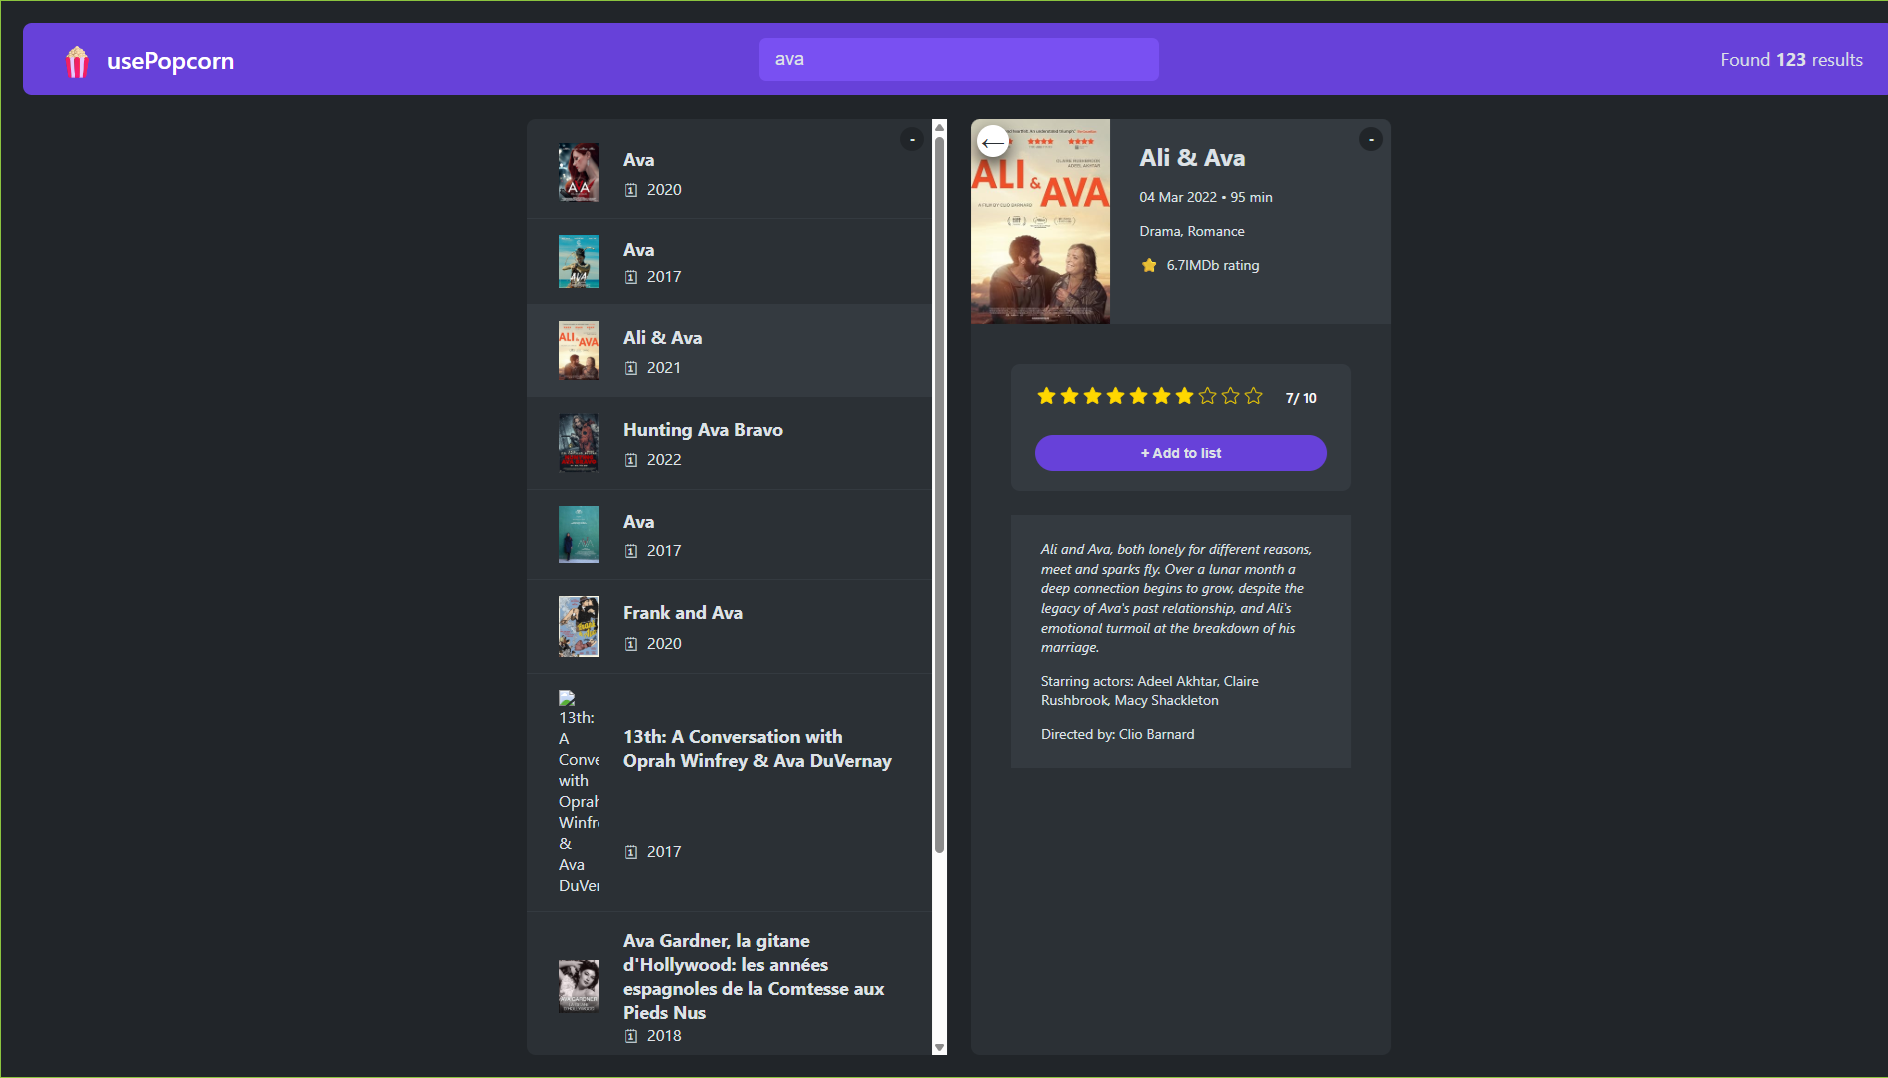 usePopcorn
ava
Found 123 results
-
Ava
2020
Ava
2017
Ali & Ava
2021
Hunting Ava Bravo
2022
Ava
2017
Frank and Ava
2020
13th:
A
Conve
with
Oprah
Winfre
&
Ava
DuVer
13th: A Conversation with
Oprah Winfrey & Ava DuVernay
2017
Ava Gardner, la gitane
d'Hollywood: les années
espagnoles de la Comtesse aux
Pieds Nus
2018
←
ALI &
AVA
A FILM BY CLIO BARNARD
-
Ali & Ava
04 Mar 2022 • 95 min
Drama, Romance
6.7IMDb rating
7/ 10
+ Add to list
Ali and Ava, both lonely for different reasons,
meet and sparks fly. Over a lunar month a
deep connection begins to grow, despite the
legacy of Ava's past relationship, and Ali's
emotional turmoil at the breakdown of his
marriage.
Starring actors: Adeel Akhtar, Claire
Rushbrook, Macy Shackleton
Directed by: Clio Barnard